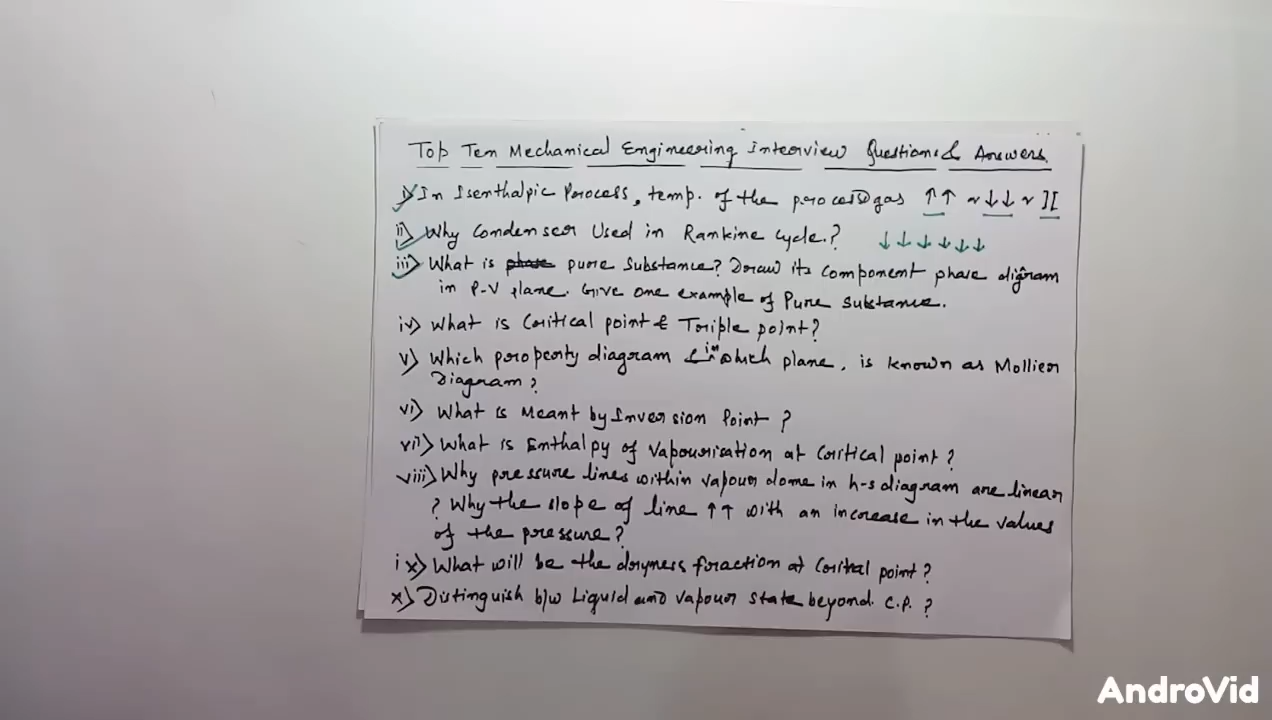 Top Ten Mechanical Engineering Interview Questions & Answers
i) In Isenthalpic Process, temp. of the process gas ↑↑ ~ ↓↓ ~ ][
ii) Why Condenser Used in Rankine Cycle.? ↓↓↓↓↓↓
iii) What is pure substance? Draw its component phase digram
in P-V plane. Give one example of Pure Substance.
iv) What is Critical point & Triple point?
v) Which property diagram & in which plane, is known as Mollier
Diagram?
vi) What is Meant by Inversion Point ?
vii) What is Enthalpy of Vapourisation at Critical point ?
viii) Why pressure lines within vapour dome in h-s diagram are linear
? Why the slope of line ↑↑ with an increase in the values
of the pressure?
ix) What will be the dryness fraction at Critical point ?
x) Distinguish b/w Liquid and vapour state beyond C.P. ?
AndroVid